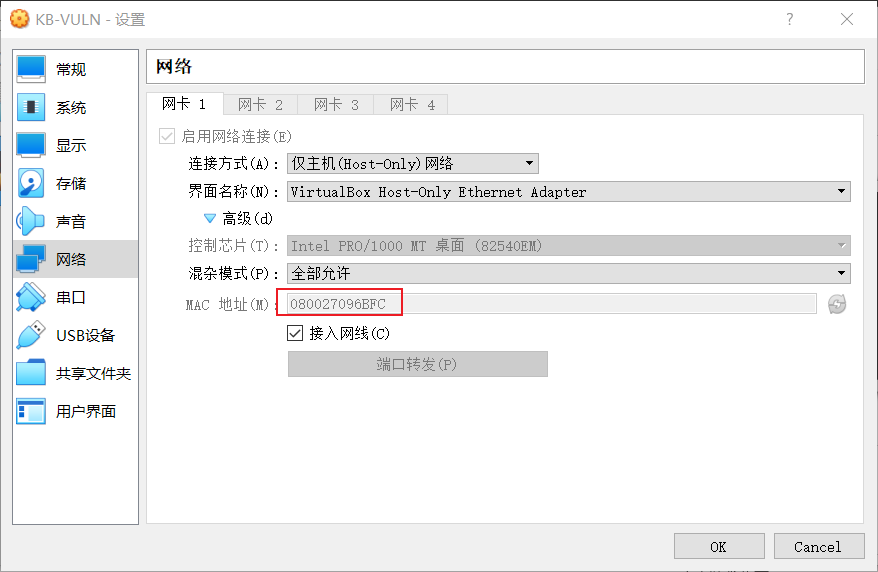 KB-VULN - 设置
?
常规
系统
显示
存储
声音
网络
串口
USB设备
共享文件夹
用户界面
网络
网卡 1 网卡 2 网卡 3 网卡 4
启用网络连接(E)
连接方式(A): 仅主机(Host-Only)网络
界面名称(N): VirtualBox Host-Only Ethernet Adapter
高级(d)
控制芯片(T): Intel PRO/1000 MT 桌面 (82540EM)
混杂模式(P): 全部允许
MAC 地址(M): 080027096BFC
接入网线(C)
端口转发(P)
OK Cancel